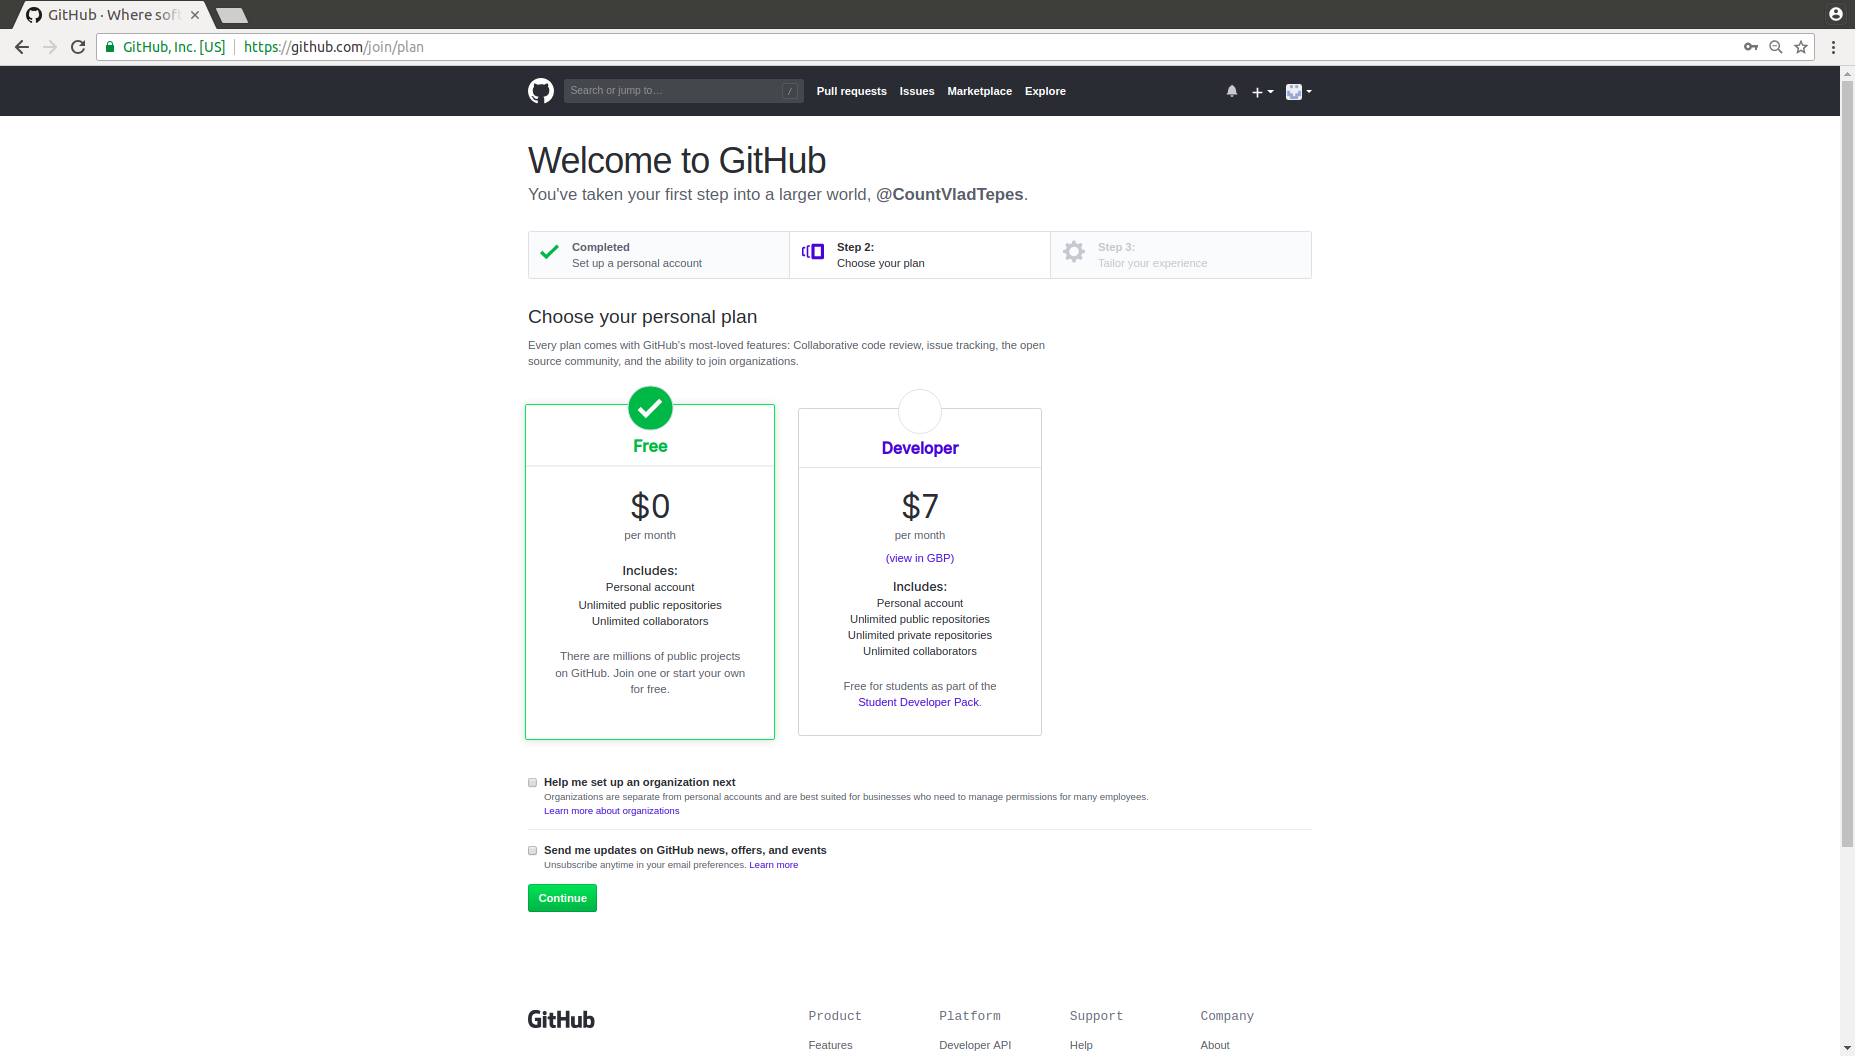 GitHub · Where sof
GitHub, Inc. [US] https://github.com/join/plan
Search or jump to… /
Pull requests Issues Marketplace Explore
Welcome to GitHub
You've taken your first step into a larger world, @CountVladTepes.
Completed
Set up a personal account
Step 2:
Choose your plan
Step 3:
Tailor your experience
Choose your personal plan
Every plan comes with GitHub's most-loved features: Collaborative code review, issue tracking, the open
source community, and the ability to join organizations.
Free
$0
per month
Includes:
Personal account
Unlimited public repositories
Unlimited collaborators
There are millions of public projects
on GitHub. Join one or start your own
for free.
Developer
$7
per month
(view in GBP)
Includes:
Personal account
Unlimited public repositories
Unlimited private repositories
Unlimited collaborators
Free for students as part of the
Student Developer Pack.
Help me set up an organization next
Organizations are separate from personal accounts and are best suited for businesses who need to manage permissions for many employees.
Learn more about organizations
Send me updates on GitHub news, offers, and events
Unsubscribe anytime in your email preferences. Learn more
Continue
GitHub
Product Platform Support Company
Features Developer API Help About